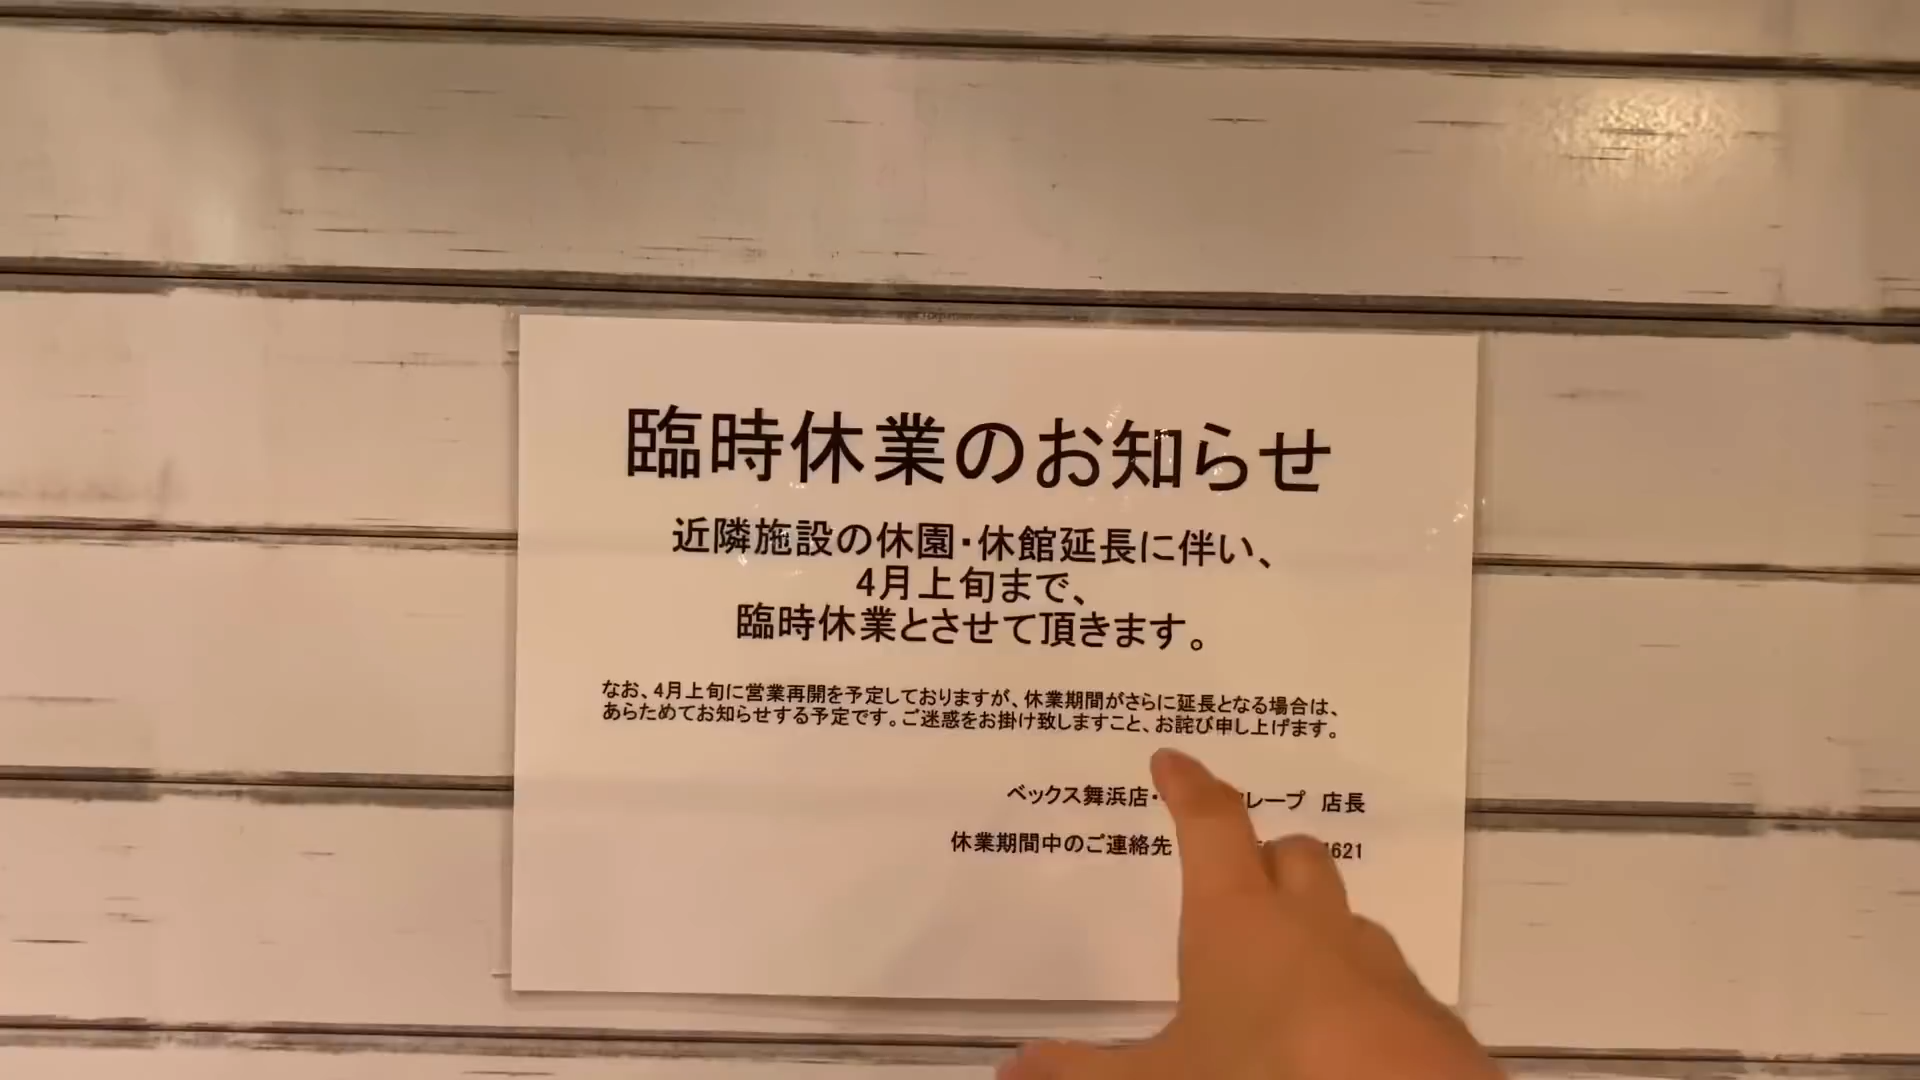 臨時休業のお知らせ
近隣施設の休園・休館延長に伴い、
4月上旬まで、
臨時休業とさせて頂きます。
なお、4月上旬に営業再開を予定しておりますが、休業期間がさらに延長となる場合は、
あらためてお知らせする予定です。ご迷惑をお掛け致しますこと、お詫び申し上げます。
ベックス舞浜店・ レープ 店長
休業期間中のご連絡先 1621